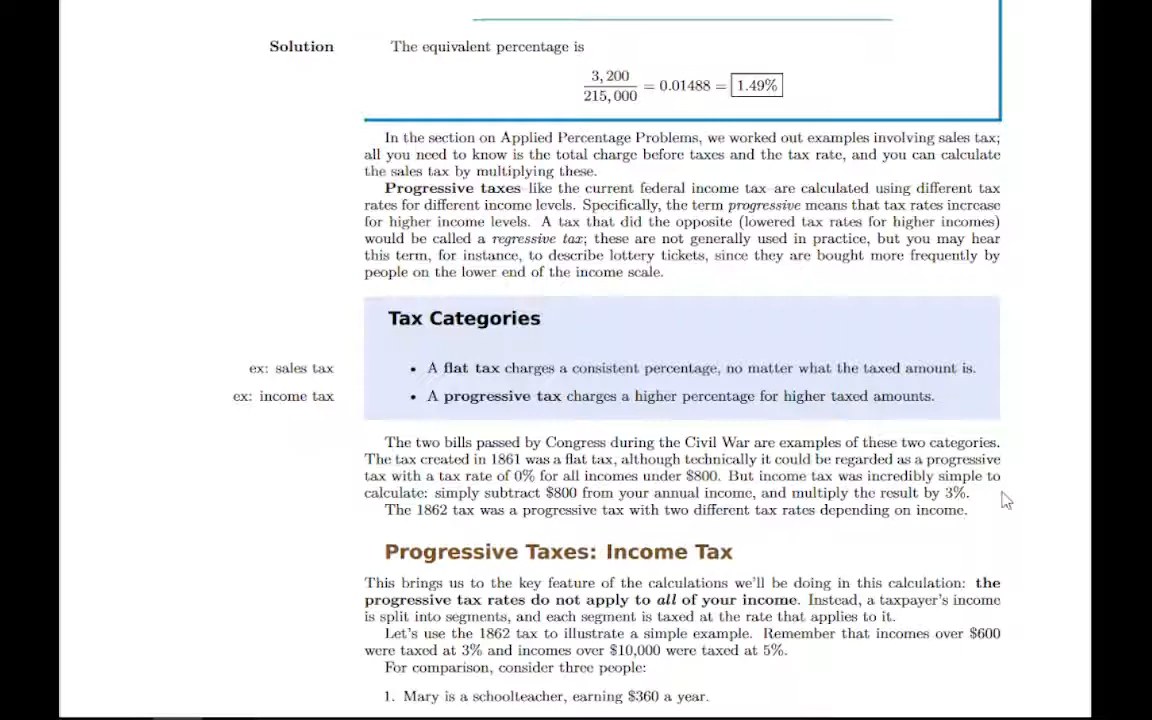 Solution The equivalent percentage is
3, 200
215, 000 = 0.01488 = 1.49%
In the section on Applied Percentage Problems, we worked out examples involving sales tax;
all you need to know is the total charge before taxes and the tax rate, and you can calculate
the sales tax by multiplying these.
Progressive taxes like the current federal income tax are calculated using different tax
rates for different income levels. Specifically, the term progressive means that tax rates increase
for higher income levels. A tax that did the opposite (lowered tax rates for higher incomes)
would be called a regressive tax; these are not generally used in practice, but you may hear
this term, for instance, to describe lottery tickets, since they are bought more frequently by
people on the lower end of the income scale.
Tax Categories
ex: sales tax • A flat tax charges a consistent percentage, no matter what the taxed amount is.
ex: income tax • A progressive tax charges a higher percentage for higher taxed amounts.
The two bills passed by Congress during the Civil War are examples of these two categories.
The tax created in 1861 was a flat tax, although technically it could be regarded as a progressive
tax with a tax rate of 0% for all incomes under $800. But income tax was incredibly simple to
calculate: simply subtract $800 from your annual income, and multiply the result by 3%.
The 1862 tax was a progressive tax with two different tax rates depending on income.
Progressive Taxes: Income Tax
This brings us to the key feature of the calculations we'll be doing in this calculation: the
progressive tax rates do not apply to all of your income. Instead, a taxpayer's income
is split into segments, and each segment is taxed at the rate that applies to it.
Let's use the 1862 tax to illustrate a simple example. Remember that incomes over $600
were taxed at 3% and incomes over $10,000 were taxed at 5%.
For comparison, consider three people:
1. Mary is a schoolteacher, earning $360 a year.